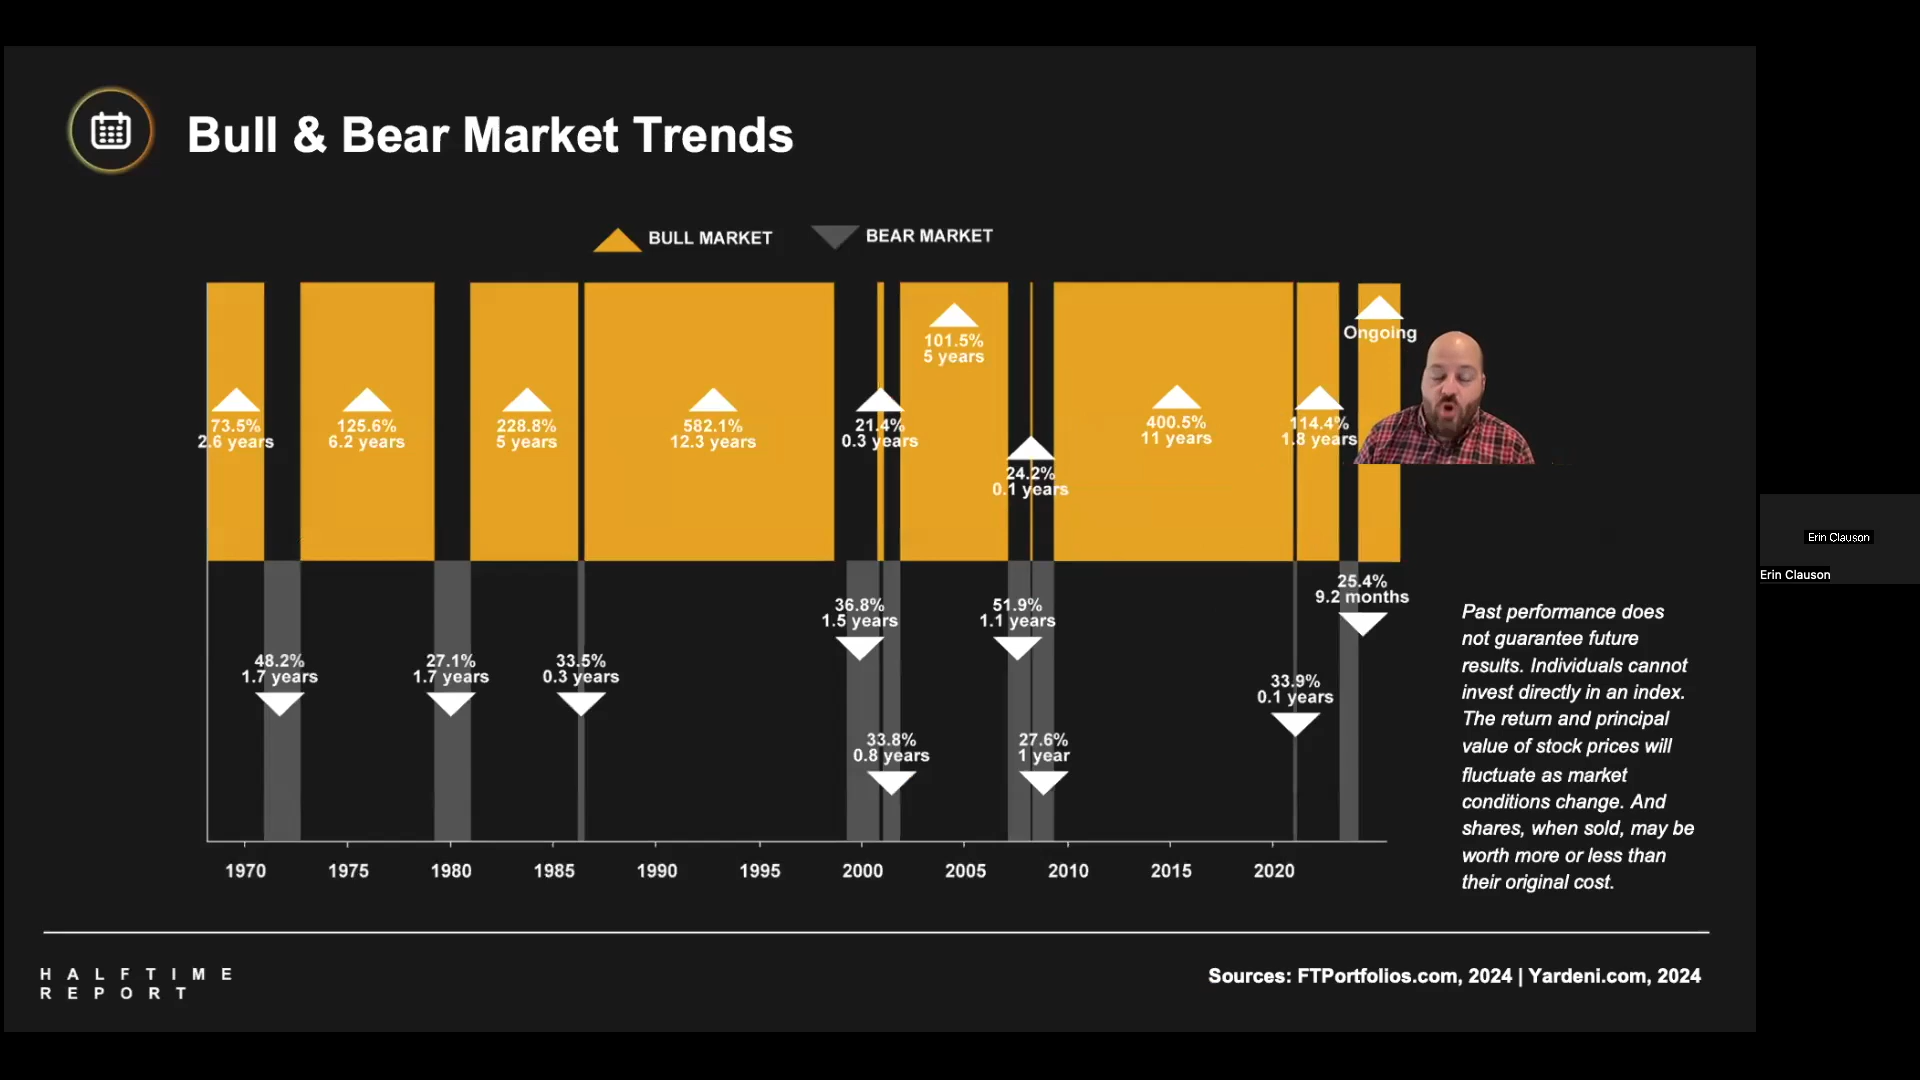 Bull & Bear Market Trends
BULL MARKET
BEAR MARKET
Ongoing
101.5%
5 years
73.5%
2.6 years
125.6%
6.2 years
228.8%
5 years
582.1%
12.3 years
21.4%
0.3 years
24.2%
0.1 years
400.5%
11 years
114.4%
1.8 years
48.2%
1.7 years
27.1%
1.7 years
33.5%
0.3 years
36.8%
1.5 years
33.8%
0.8 years
51.9%
1.1 years
27.6%
1 year
33.9%
0.1 years
25.4%
9.2 months
1970
1975
1980
1985
1990
1995
2000
2005
2010
2015
2020
Past performance does
not guarantee future
results. Individuals cannot
invest directly in an index.
The return and principal
value of stock prices will
fluctuate as market
conditions change. And
shares, when sold, may be
worth more or less than
their original cost.
Erin Clauson
Erin Clauson
HALFTIME
REPORT
Sources: FTPortfolios.com, 2024 | Yardeni.com, 2024